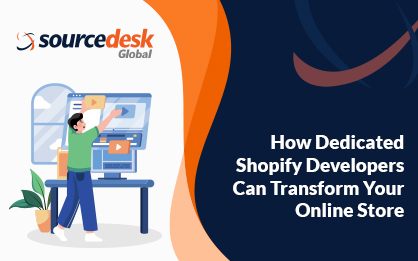 sourcedesk
Global
How Dedicated
Shopify Developers
Can Transform Your
Online Store